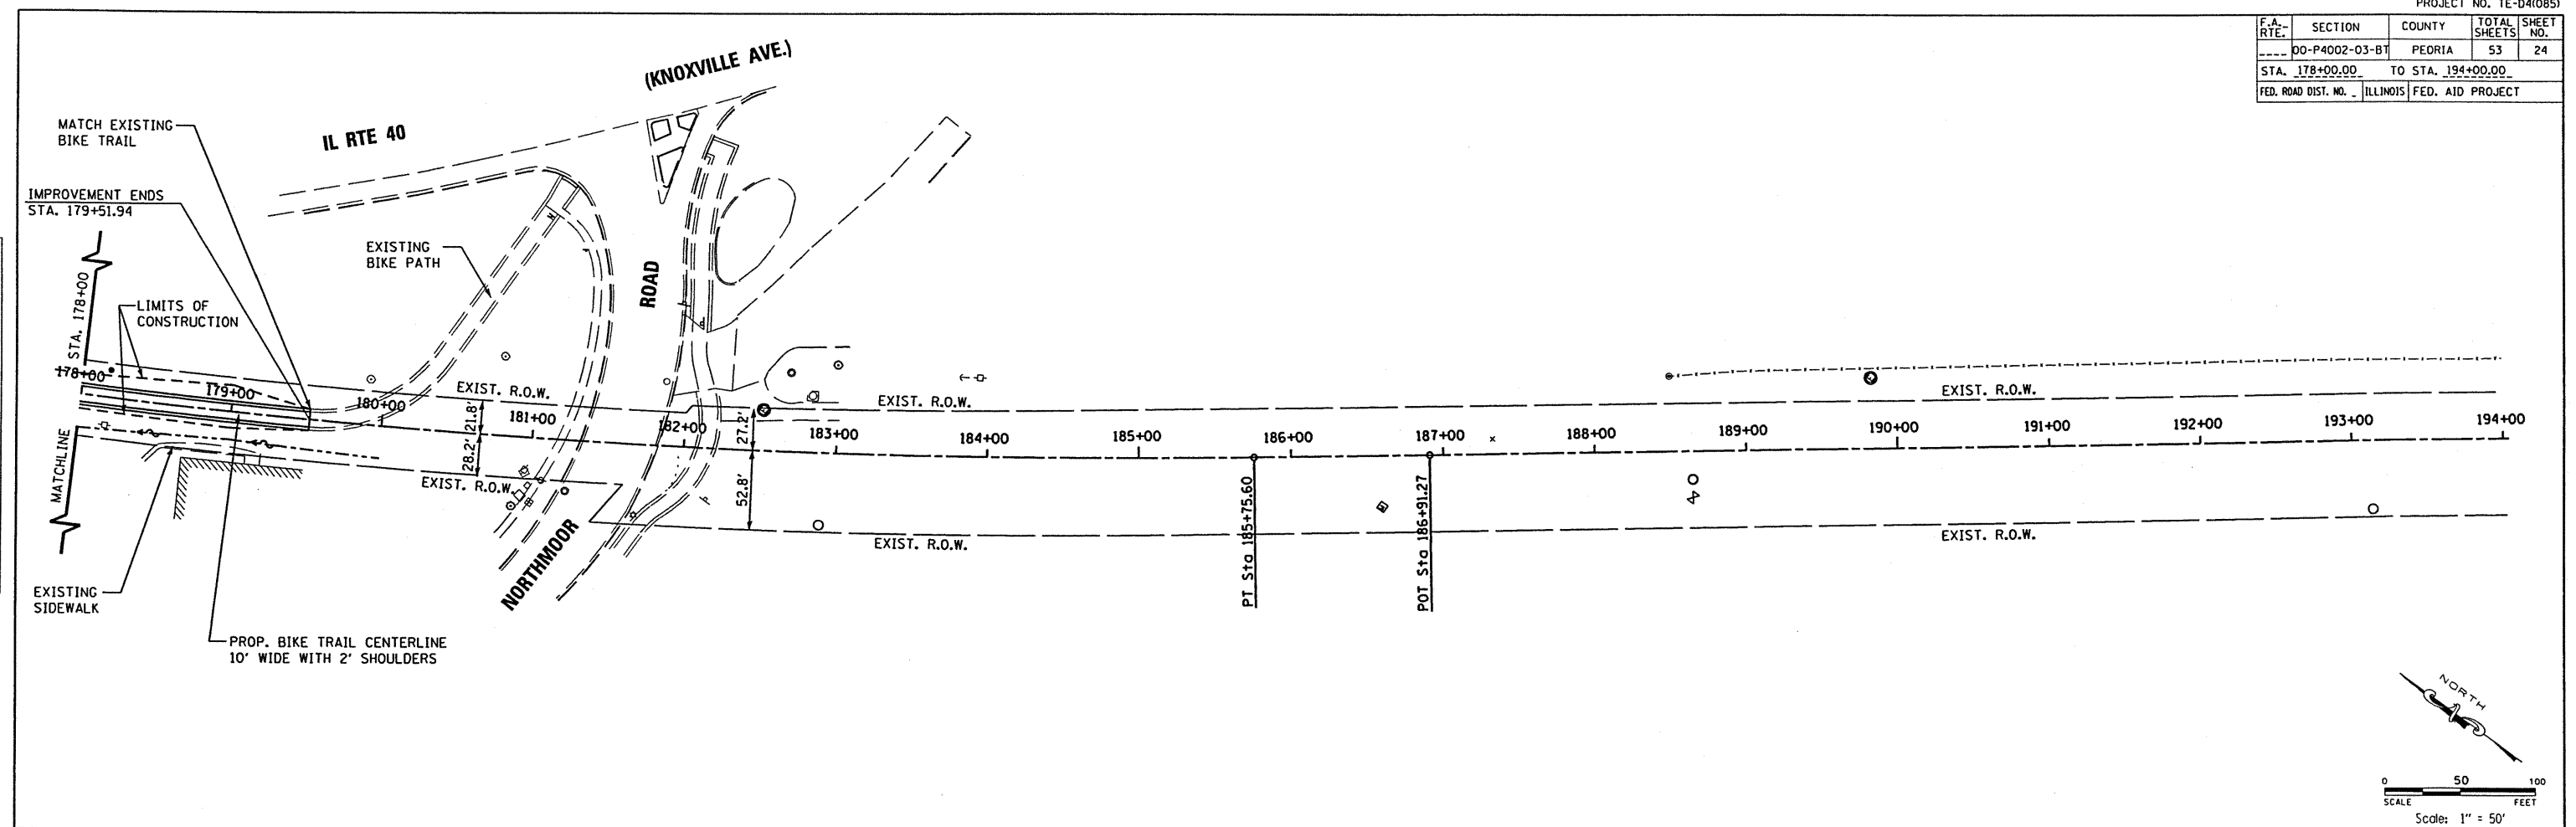 PROJECT NO. TE-D4(085)
F.A. RTE. SECTION COUNTY TOTAL SHEETS SHEET NO.
00-P4002-03-BT PEORIA 53 24
STA. 178+00.00 TO STA. 194+00.00
FED. ROAD DIST. NO. _ ILLINOIS FED. AID PROJECT
(KNOXVILLE AVE.)
IL RTE 40
MATCH EXISTING
BIKE TRAIL
IMPROVEMENT ENDS
STA. 179+51.94
EXISTING
BIKE PATH
ROAD
STA. 178+00
LIMITS OF
CONSTRUCTION
178+00
179+00
180+00
181+00
182+00
183+00
184+00
185+00
186+00
187+00
188+00
189+00
190+00
191+00
192+00
193+00
194+00
EXIST. R.O.W.
EXIST. R.O.W.
EXIST. R.O.W.
21.8'
28.2'
27.2'
52.8'
EXIST. R.O.W.
EXIST. R.O.W.
EXIST. R.O.W.
MATCHLINE
NORTHMOOR
PT Sta 185+75.60
POT Sta 186+91.27
EXISTING
SIDEWALK
PROP. BIKE TRAIL CENTERLINE
10' WIDE WITH 2' SHOULDERS
NORTH
0 50 100
SCALE FEET
Scale: 1" = 50'